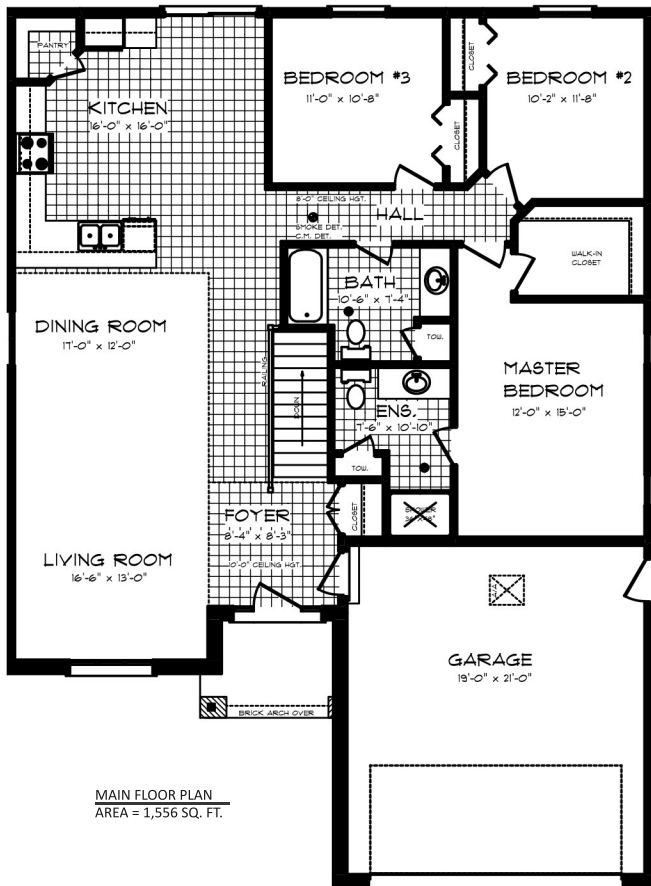 PANTRY
KITCHEN
16'-0" x 16'-0"
BEDROOM #3
11'-0" x 10'-8"
CLOSET
BEDROOM #2
10'-2" x 11'-8"
CLOSET
8'-0" CEILING HGT.
HALL
SMOKE DET.
C.M. DET.
WALK-IN
CLOSET
BATH
10'-6" x 7'-4"
TOW.
DINING ROOM
17'-0" x 12'-0"
RAILING
DOWN
MASTER
BEDROOM
12'-0" x 15'-0"
ENS.
7'-6" x 10'-10"
TOW.
FOYER
8'-4" x 8'-3"
CLOSET
SHOWER
10'-0" CEILING HGT.
LIVING ROOM
16'-6" x 13'-0"
GARAGE
19'-0" x 21'-0"
BRICK ARCH OVER
MAIN FLOOR PLAN
AREA = 1,556 SQ. FT.